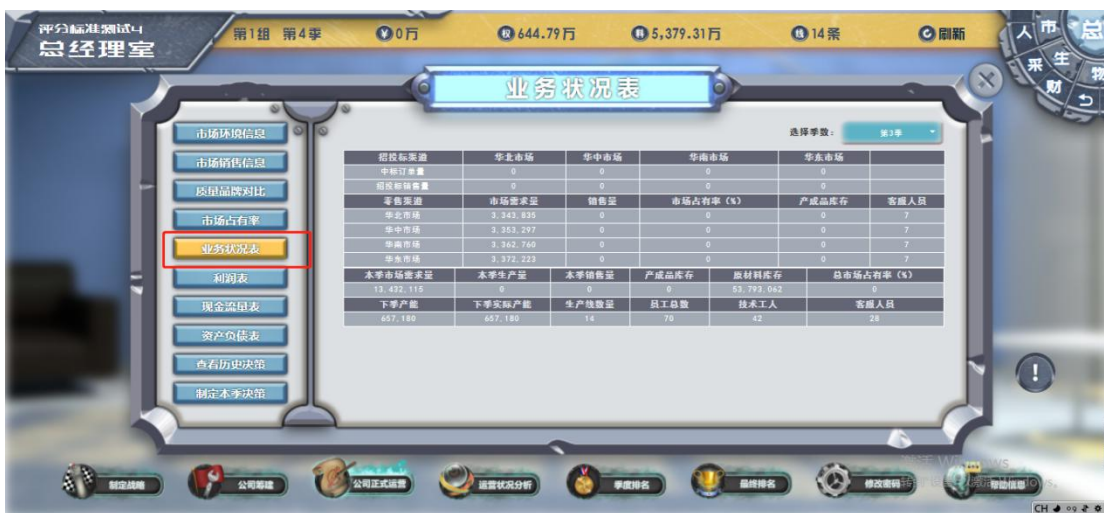 评分标准测试4
总经理室
第1组 第4季
¥ 0万
权 644.79万
料 5,379.31万
线 14条
刷新
人 市 总
采 生 物
财
业务状况表
市场环境信息
市场销售信息
质量品牌对比
市场占有率
业务状况表
利润表
现金流量表
资产负债表
查看历史决策
制定本季决策
选择季数: 第3季
招投标渠道 华北市场 华中市场 华南市场 华东市场
中标订单量 0 0 0 0
招投标销售量 0 0 0 0
零售渠道 市场需求量 销售量 市场占有率 (%) 产成品库存 客服人员
华北市场 3,343,835 0 0 0 7
华中市场 3,353,297 0 0 0 7
华南市场 3,362,760 0 0 0 7
华东市场 3,372,223 0 0 0 7
本季市场需求量 本季生产量 本季销售量 产成品库存 原材料库存 总市场占有率 (%)
13,432,115 0 0 0 53,793,062 0
下季产能 下季实际产能 生产线数量 员工总数 技术工人 客服人员
657,180 657,180 14 70 42 28
!
制定战略
公司筹建
公司正式运营
运营状况分析
季度排名
最终排名
修改密码
帮助信息
CH